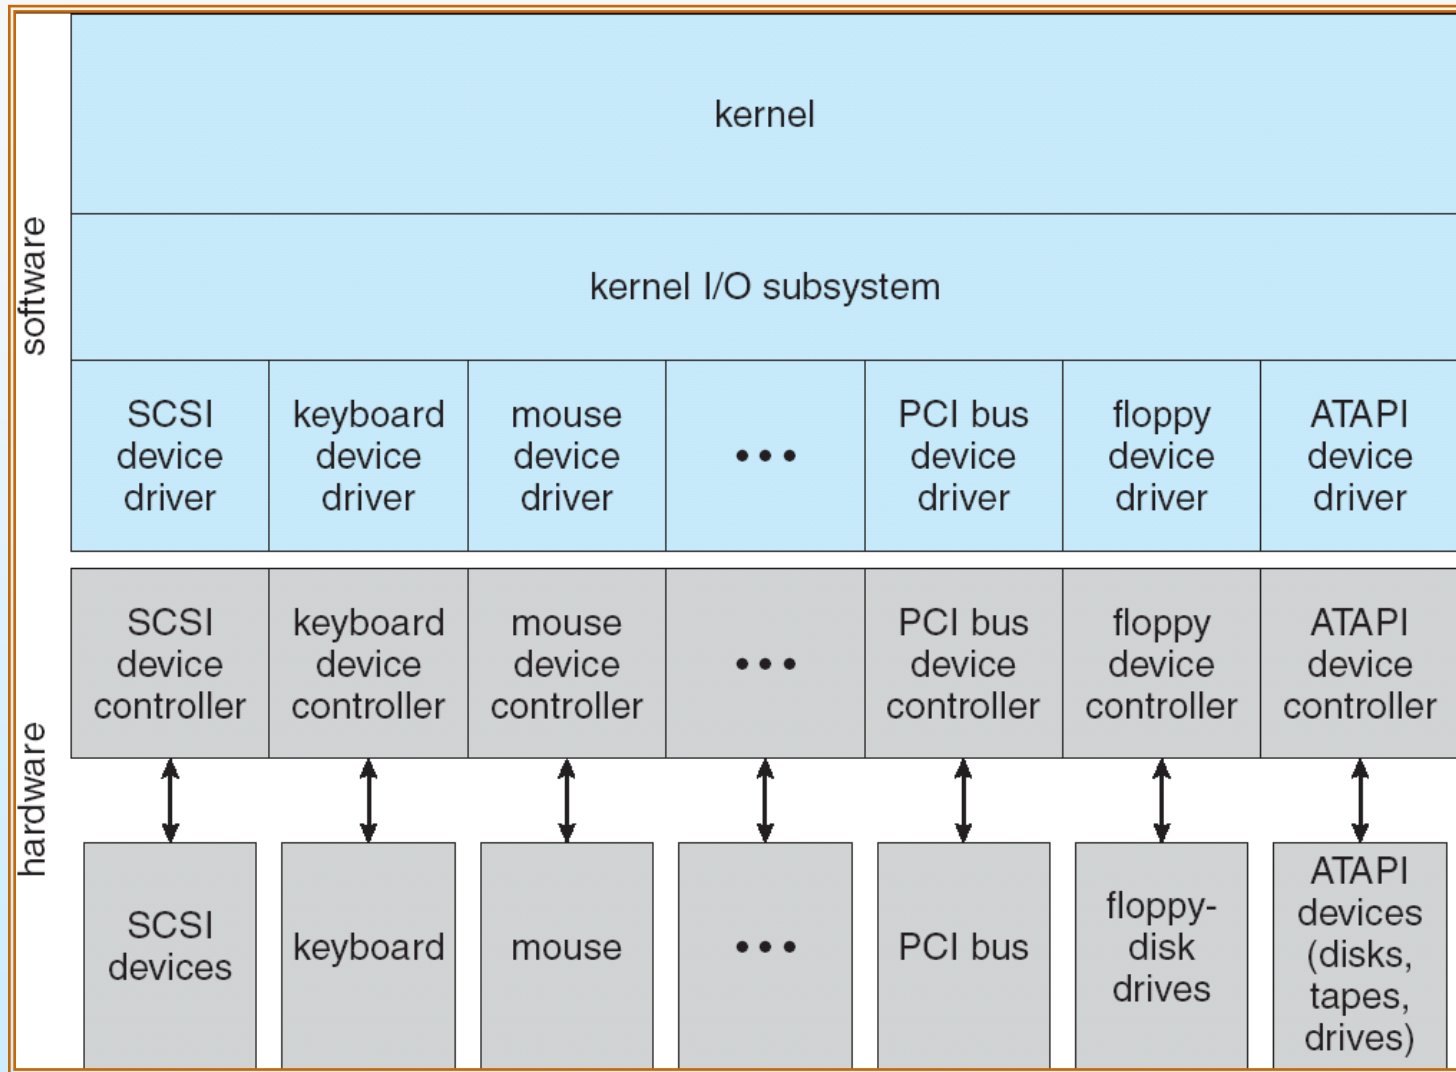 software
kernel
kernel I/O subsystem
SCSI
device
driver
keyboard
device
driver
mouse
device
driver
•••
PCI bus
device
driver
floppy
device
driver
ATAPI
device
driver
hardware
SCSI
device
controller
keyboard
device
controller
mouse
device
controller
•••
PCI bus
device
controller
floppy
device
controller
ATAPI
device
controller
SCSI
devices
keyboard
mouse
•••
PCI bus
floppy-
disk
drives
ATAPI
devices
(disks,
tapes,
drives)